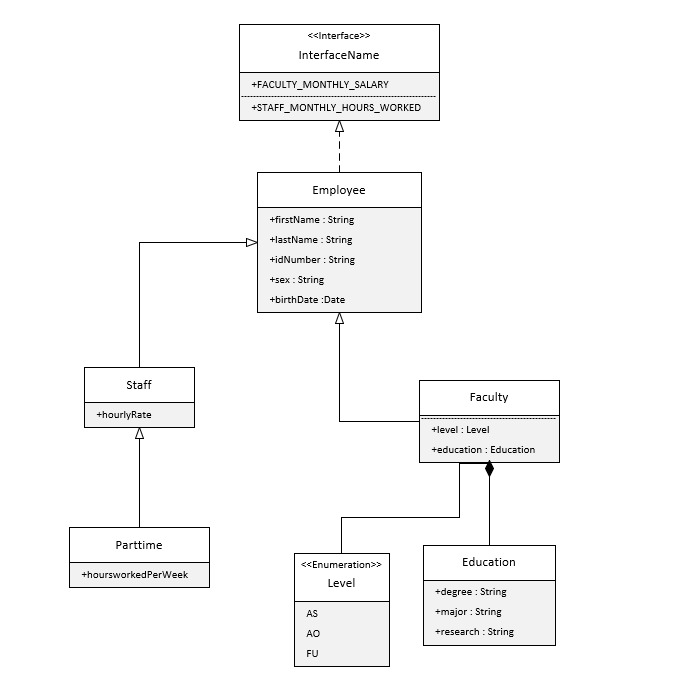 <<Interface>>
InterfaceName
+FACULTY_MONTHLY_SALARY
+STAFF_MONTHLY_HOURS_WORKED
Employee
+firstName : String
+lastName : String
+idNumber : String
+sex : String
+birthDate :Date
Staff
+hourlyRate
Faculty
+level : Level
+education : Education
Parttime
+hoursworkedPerWeek
<<Enumeration>>
Level
AS
AO
FU
Education
+degree : String
+major : String
+research : String